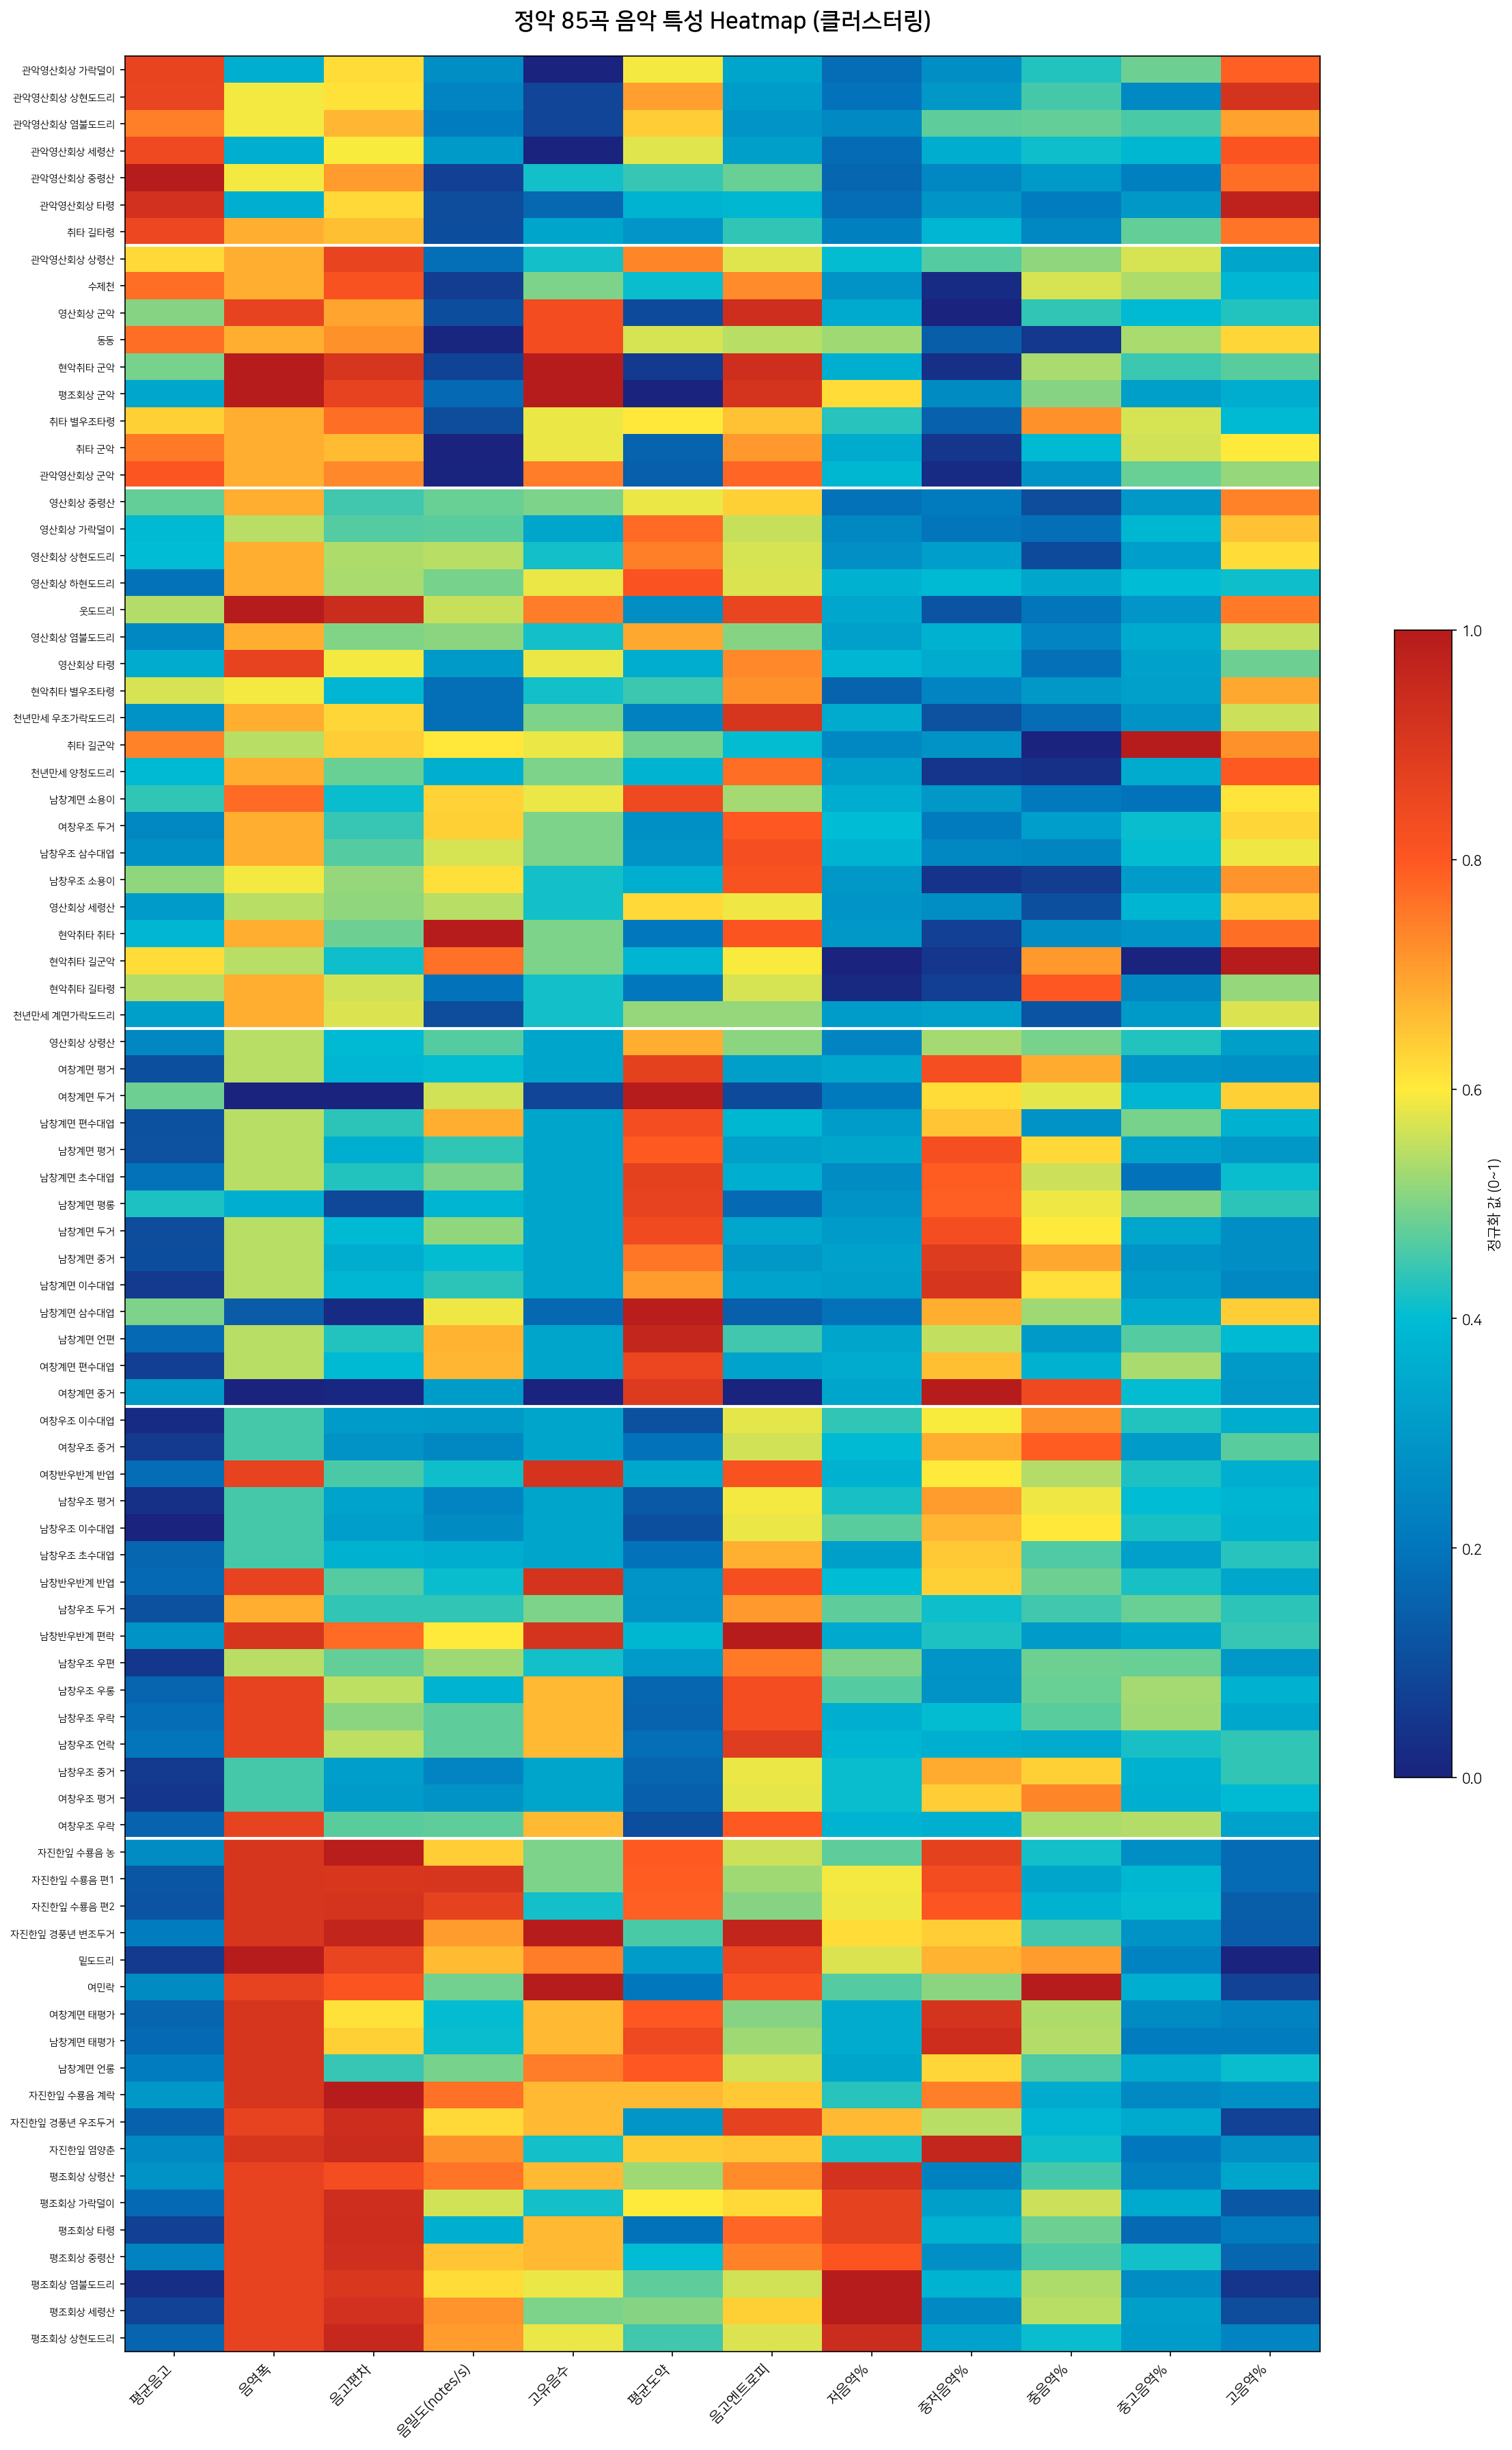 정악 85곡 음악 특성 Heatmap (클러스터링)
관악영산회상 가락덜이
관악영산회상 상현도드리
관악영산회상 염불도드리
관악영산회상 세령산
관악영산회상 중령산
관악영산회상 타령
취타 길타령
관악영산회상 상령산
수제천
영산회상 군악
동동
현악취타 군악
평조회상 군악
취타 별우조타령
취타 군악
관악영산회상 군악
영산회상 중령산
영산회상 가락덜이
영산회상 상현도드리
영산회상 하현도드리
웃도드리
영산회상 염불도드리
영산회상 타령
현악취타 별우조타령
천년만세 우조가락도드리
취타 길군악
천년만세 양청도드리
남창계면 소용이
여창우조 두거
남창우조 삼수대엽
남창우조 소용이
영산회상 세령산
현악취타 취타
현악취타 길군악
현악취타 길타령
천년만세 계면가락도드리
영산회상 상령산
여창계면 평거
여창계면 두거
남창계면 편수대엽
남창계면 평거
남창계면 초수대엽
남창계면 평롱
남창계면 두거
남창계면 중거
남창계면 이수대엽
남창계면 삼수대엽
남창계면 언편
여창계면 편수대엽
여창계면 중거
여창우조 이수대엽
여창우조 중거
여창반우반계 반엽
남창우조 평거
남창우조 이수대엽
남창우조 초수대엽
남창반우반계 반엽
남창우조 두거
남창반우반계 편락
남창우조 우편
남창우조 우롱
남창우조 우락
남창우조 언락
남창우조 중거
여창우조 평거
여창우조 우락
자진한잎 수룡음 농
자진한잎 수룡음 편1
자진한잎 수룡음 편2
자진한잎 경풍년 변조두거
밑도드리
여민락
여창계면 태평가
남창계면 태평가
남창계면 언롱
자진한잎 수룡음 계락
자진한잎 경풍년 우조두거
자진한잎 염양춘
평조회상 상령산
평조회상 가락덜이
평조회상 타령
평조회상 중령산
평조회상 염불도드리
평조회상 세령산
평조회상 상현도드리
평균음고
음역폭
음고편차
음밀도(notes/s)
고유음수
평균도약
음고엔트로피
저음역%
중저음역%
중음역%
중고음역%
고음역%
1.0
0.8
0.6
0.4
0.2
0.0
정규화 값 (0~1)